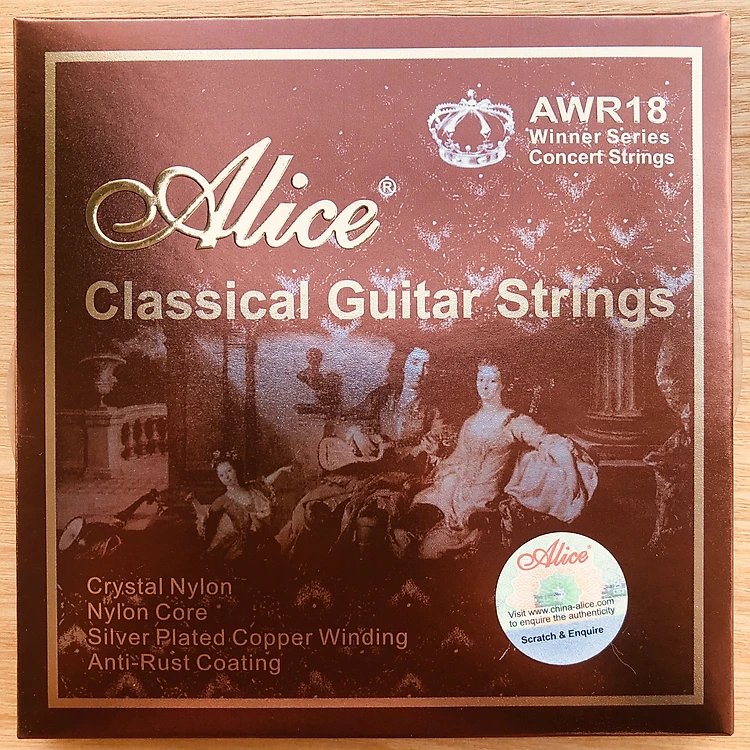 AWR18
Winner Series
Concert Strings
Alice®
Classical Guitar Strings
Crystal Nylon
Nylon Core
Silver Plated Copper Winding
Anti-Rust Coating
Alice®
Visit www.china-alice.com
to enquire the authenticity
Scratch & Enquire